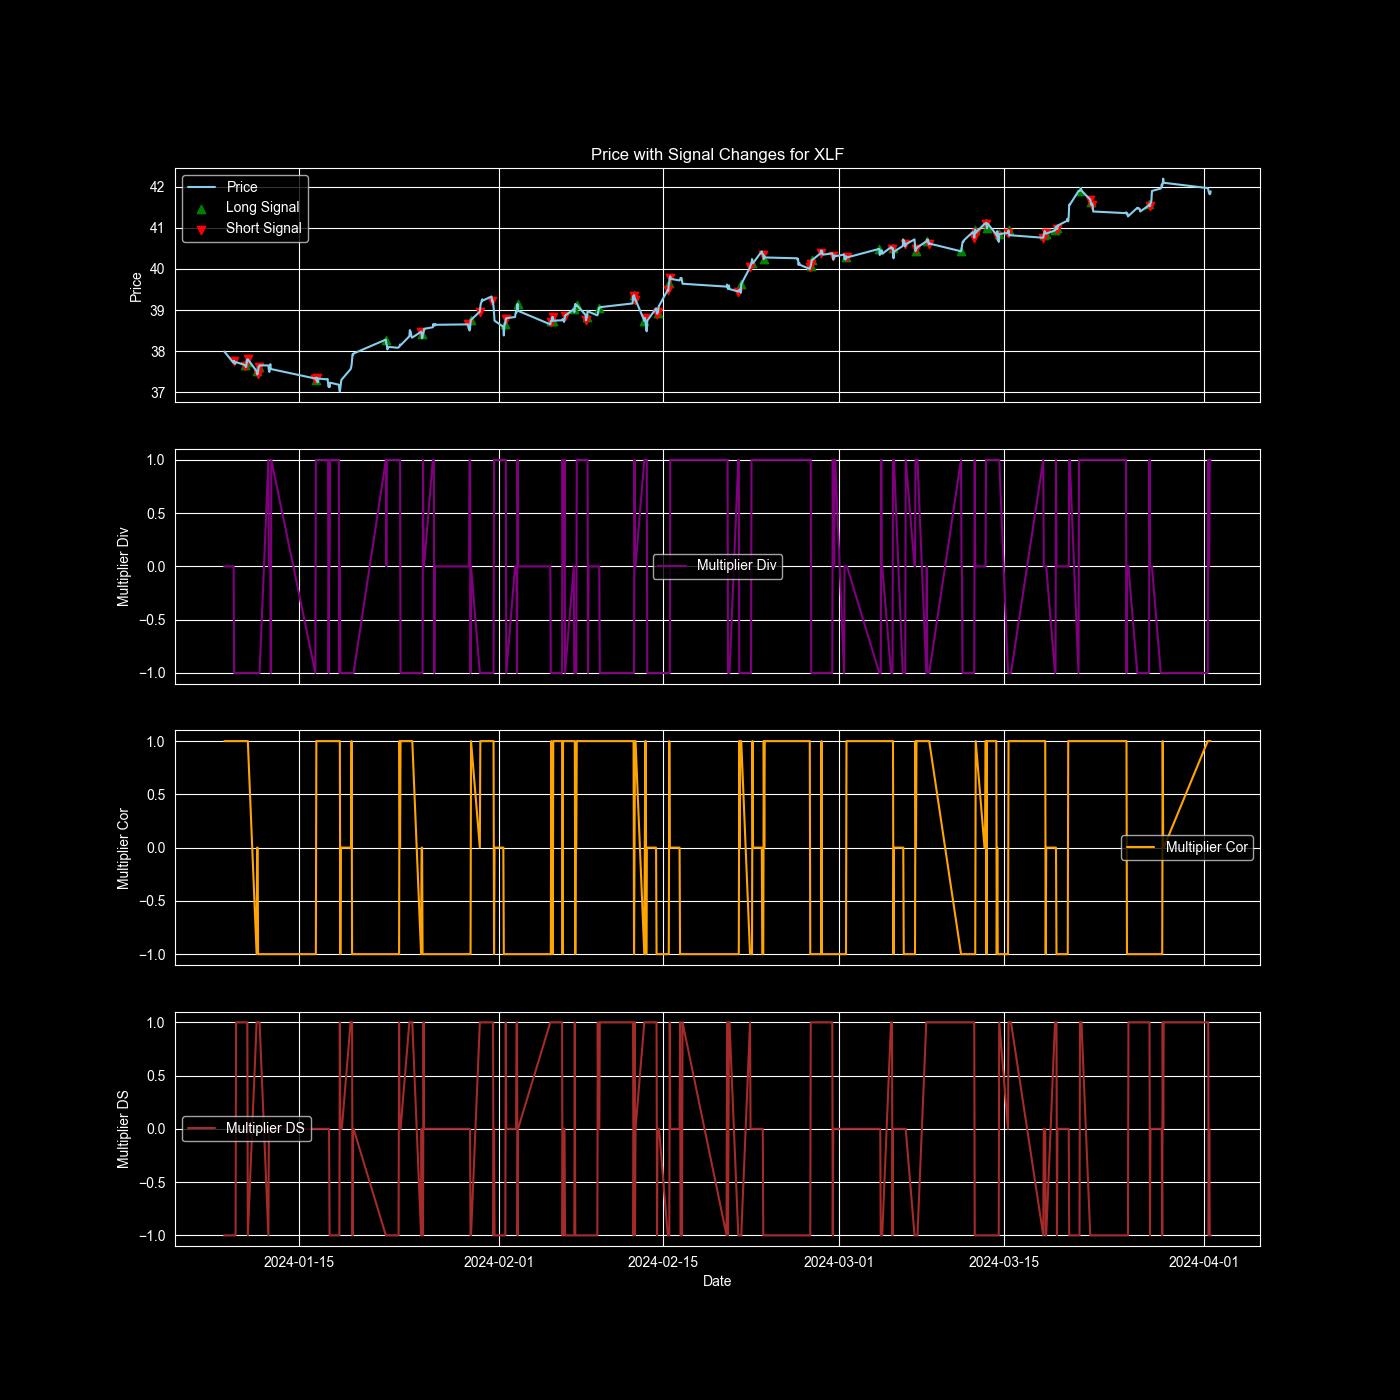 Price with Signal Changes for XLF
Price
Long Signal
Short Signal
42
41
40
39
38
37
Price
1.0
0.5
0.0
−0.5
−1.0
Multiplier Div
Multiplier Div
1.0
0.5
0.0
−0.5
−1.0
Multiplier Cor
Multiplier Cor
1.0
0.5
0.0
−0.5
−1.0
Multiplier DS
Multiplier DS
2024-01-15 2024-02-01 2024-02-15 2024-03-01 2024-03-15 2024-04-01
Date